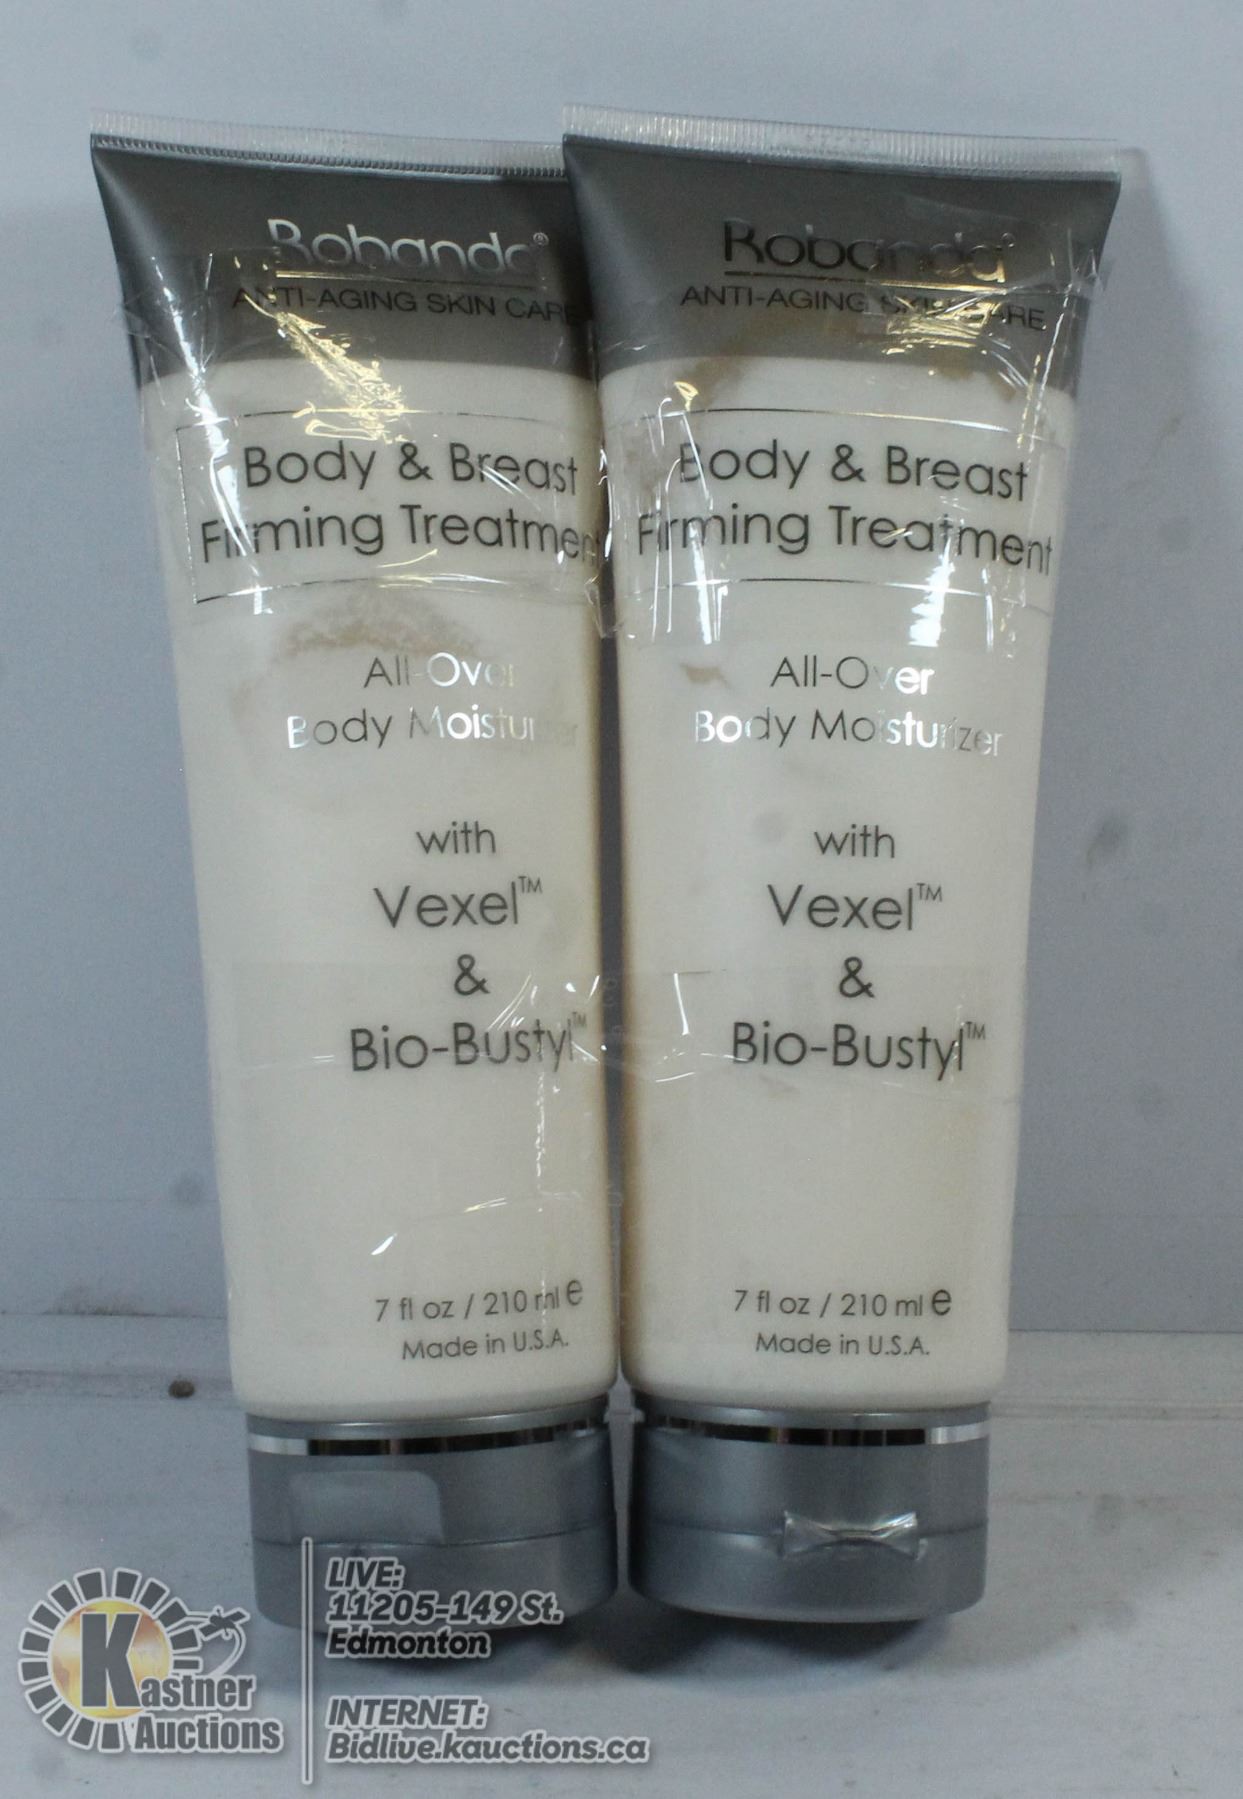 Robanda®
ANTI-AGING SKIN CARE
Body & Breast
Firming Treatment
All-Over
Body Moisturizer
with
Vexel™
&
Bio-Bustyl™
7 fl oz / 210 ml e
Made in U.S.A.
Robanda®
ANTI-AGING SKIN CARE
Body & Breast
Firming Treatment
All-Over
Body Moisturizer
with
Vexel™
&
Bio-Bustyl™
7 fl oz / 210 ml e
Made in U.S.A.
Kastner
Auctions
LIVE:
11205-149 St.
Edmonton
INTERNET:
Bidlive.kauctions.ca